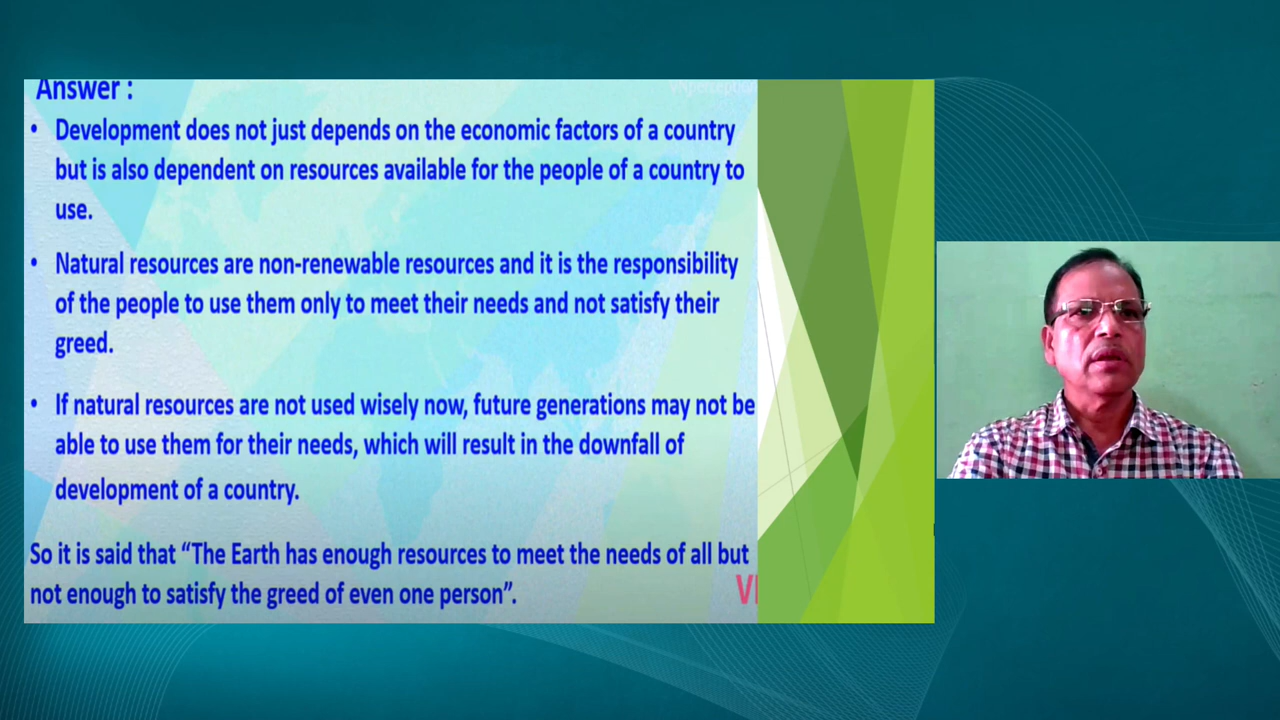 Answer :
• Development does not just depends on the economic factors of a country
but is also dependent on resources available for the people of a country to
use.
• Natural resources are non-renewable resources and it is the responsibility
of the people to use them only to meet their needs and not satisfy their
greed.
• If natural resources are not used wisely now, future generations may not be
able to use them for their needs, which will result in the downfall of
development of a country.
So it is said that “The Earth has enough resources to meet the needs of all but
not enough to satisfy the greed of even one person”.